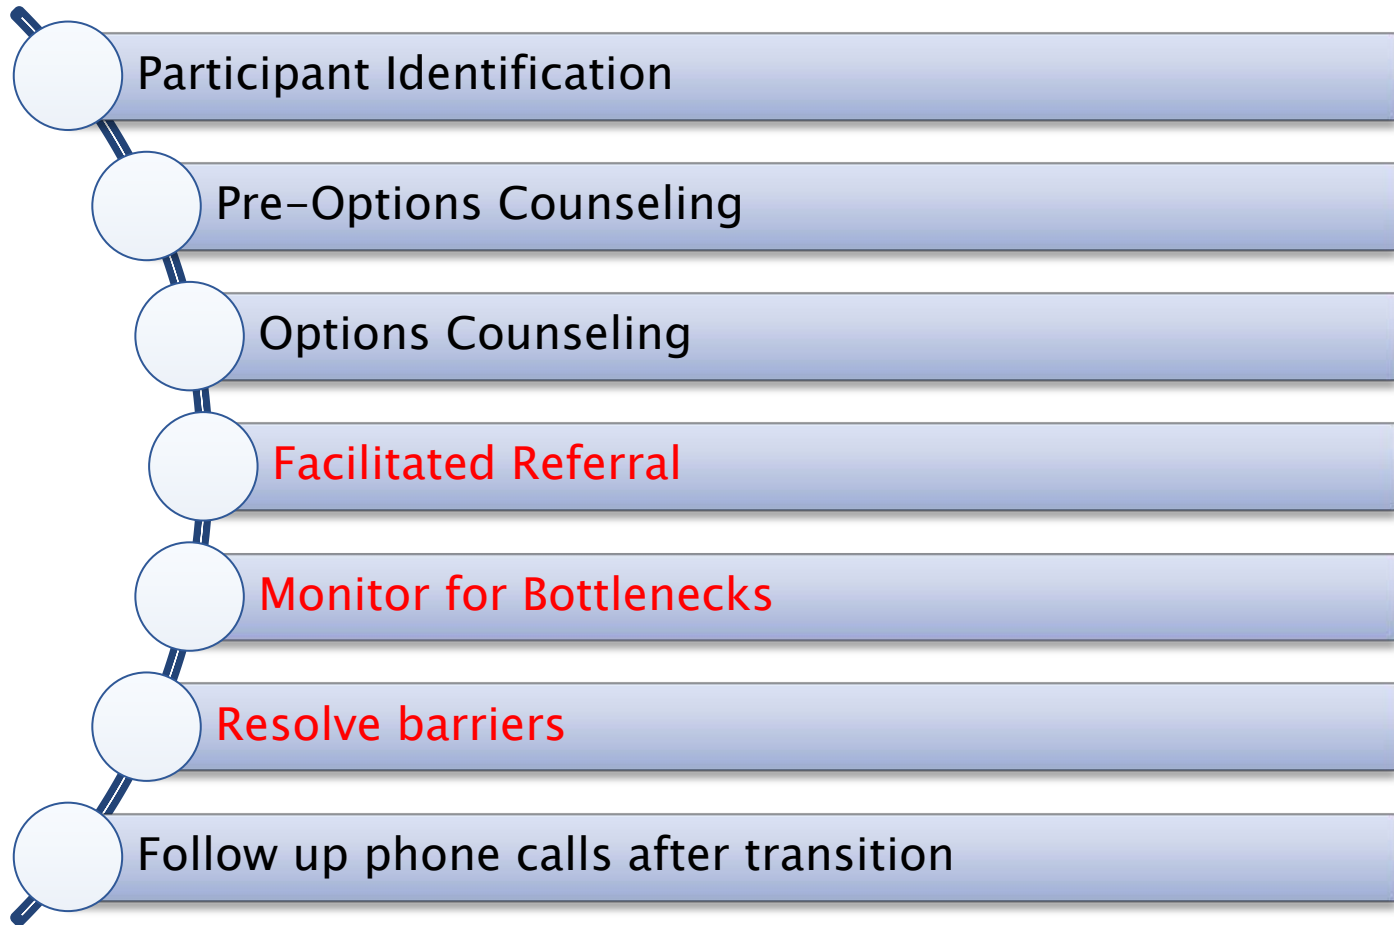 Participant Identification
Pre-Options Counseling
Options Counseling
Facilitated Referral
Monitor for Bottlenecks
Resolve barriers
Follow up phone calls after transition